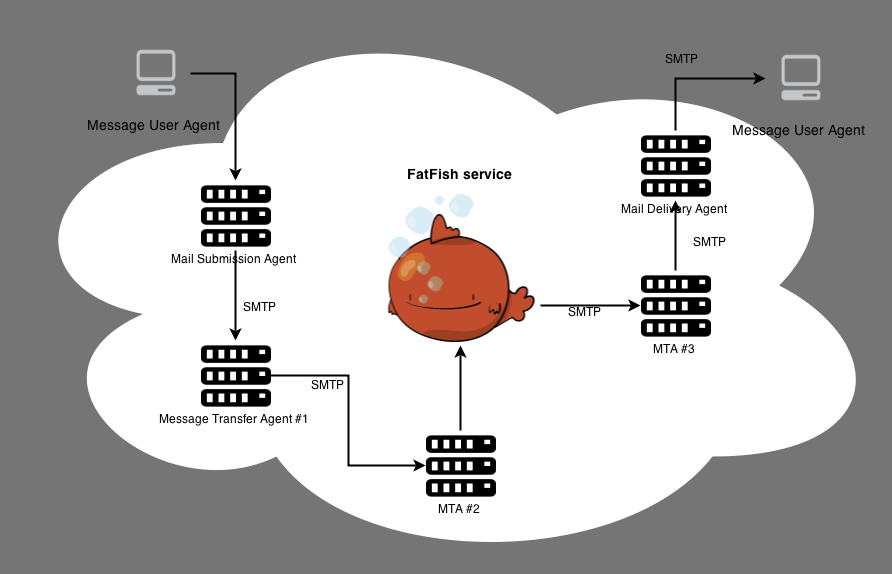 SMTP
Message User Agent
Message User Agent
FatFish service
Mail Delivery Agent
SMTP
Mail Submission Agent
SMTP
SMTP
MTA #3
SMTP
Message Transfer Agent #1
MTA #2